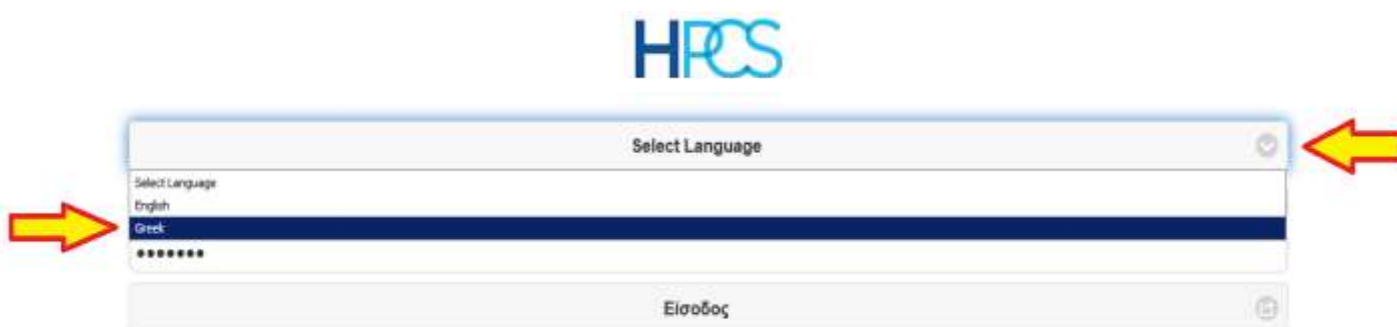 HPCS
Select Language
Select Language
English
Greek
•••••••
Είσοδος